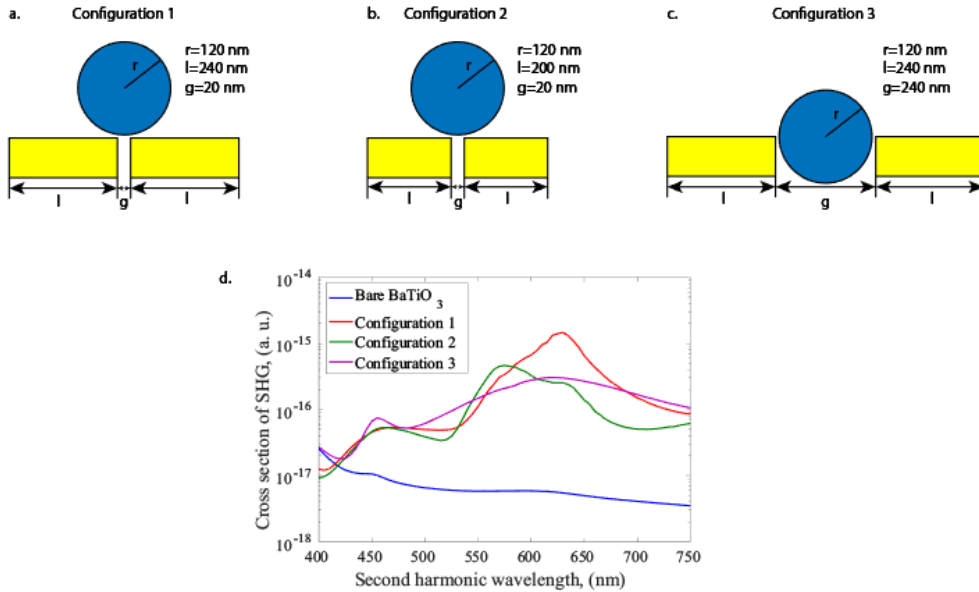 a. Configuration 1
r
r=120 nm
l=240 nm
g=20 nm
l g l
b. Configuration 2
r
r=120 nm
l=200 nm
g=20 nm
l g l
c. Configuration 3
r
r=120 nm
l=240 nm
g=240 nm
l g l
d.
Cross section of SHG, (a. u.)
10^-14
10^-15
10^-16
10^-17
10^-18
Bare BaTiO3
Configuration 1
Configuration 2
Configuration 3
400 450 500 550 600 650 700 750
Second harmonic wavelength, (nm)